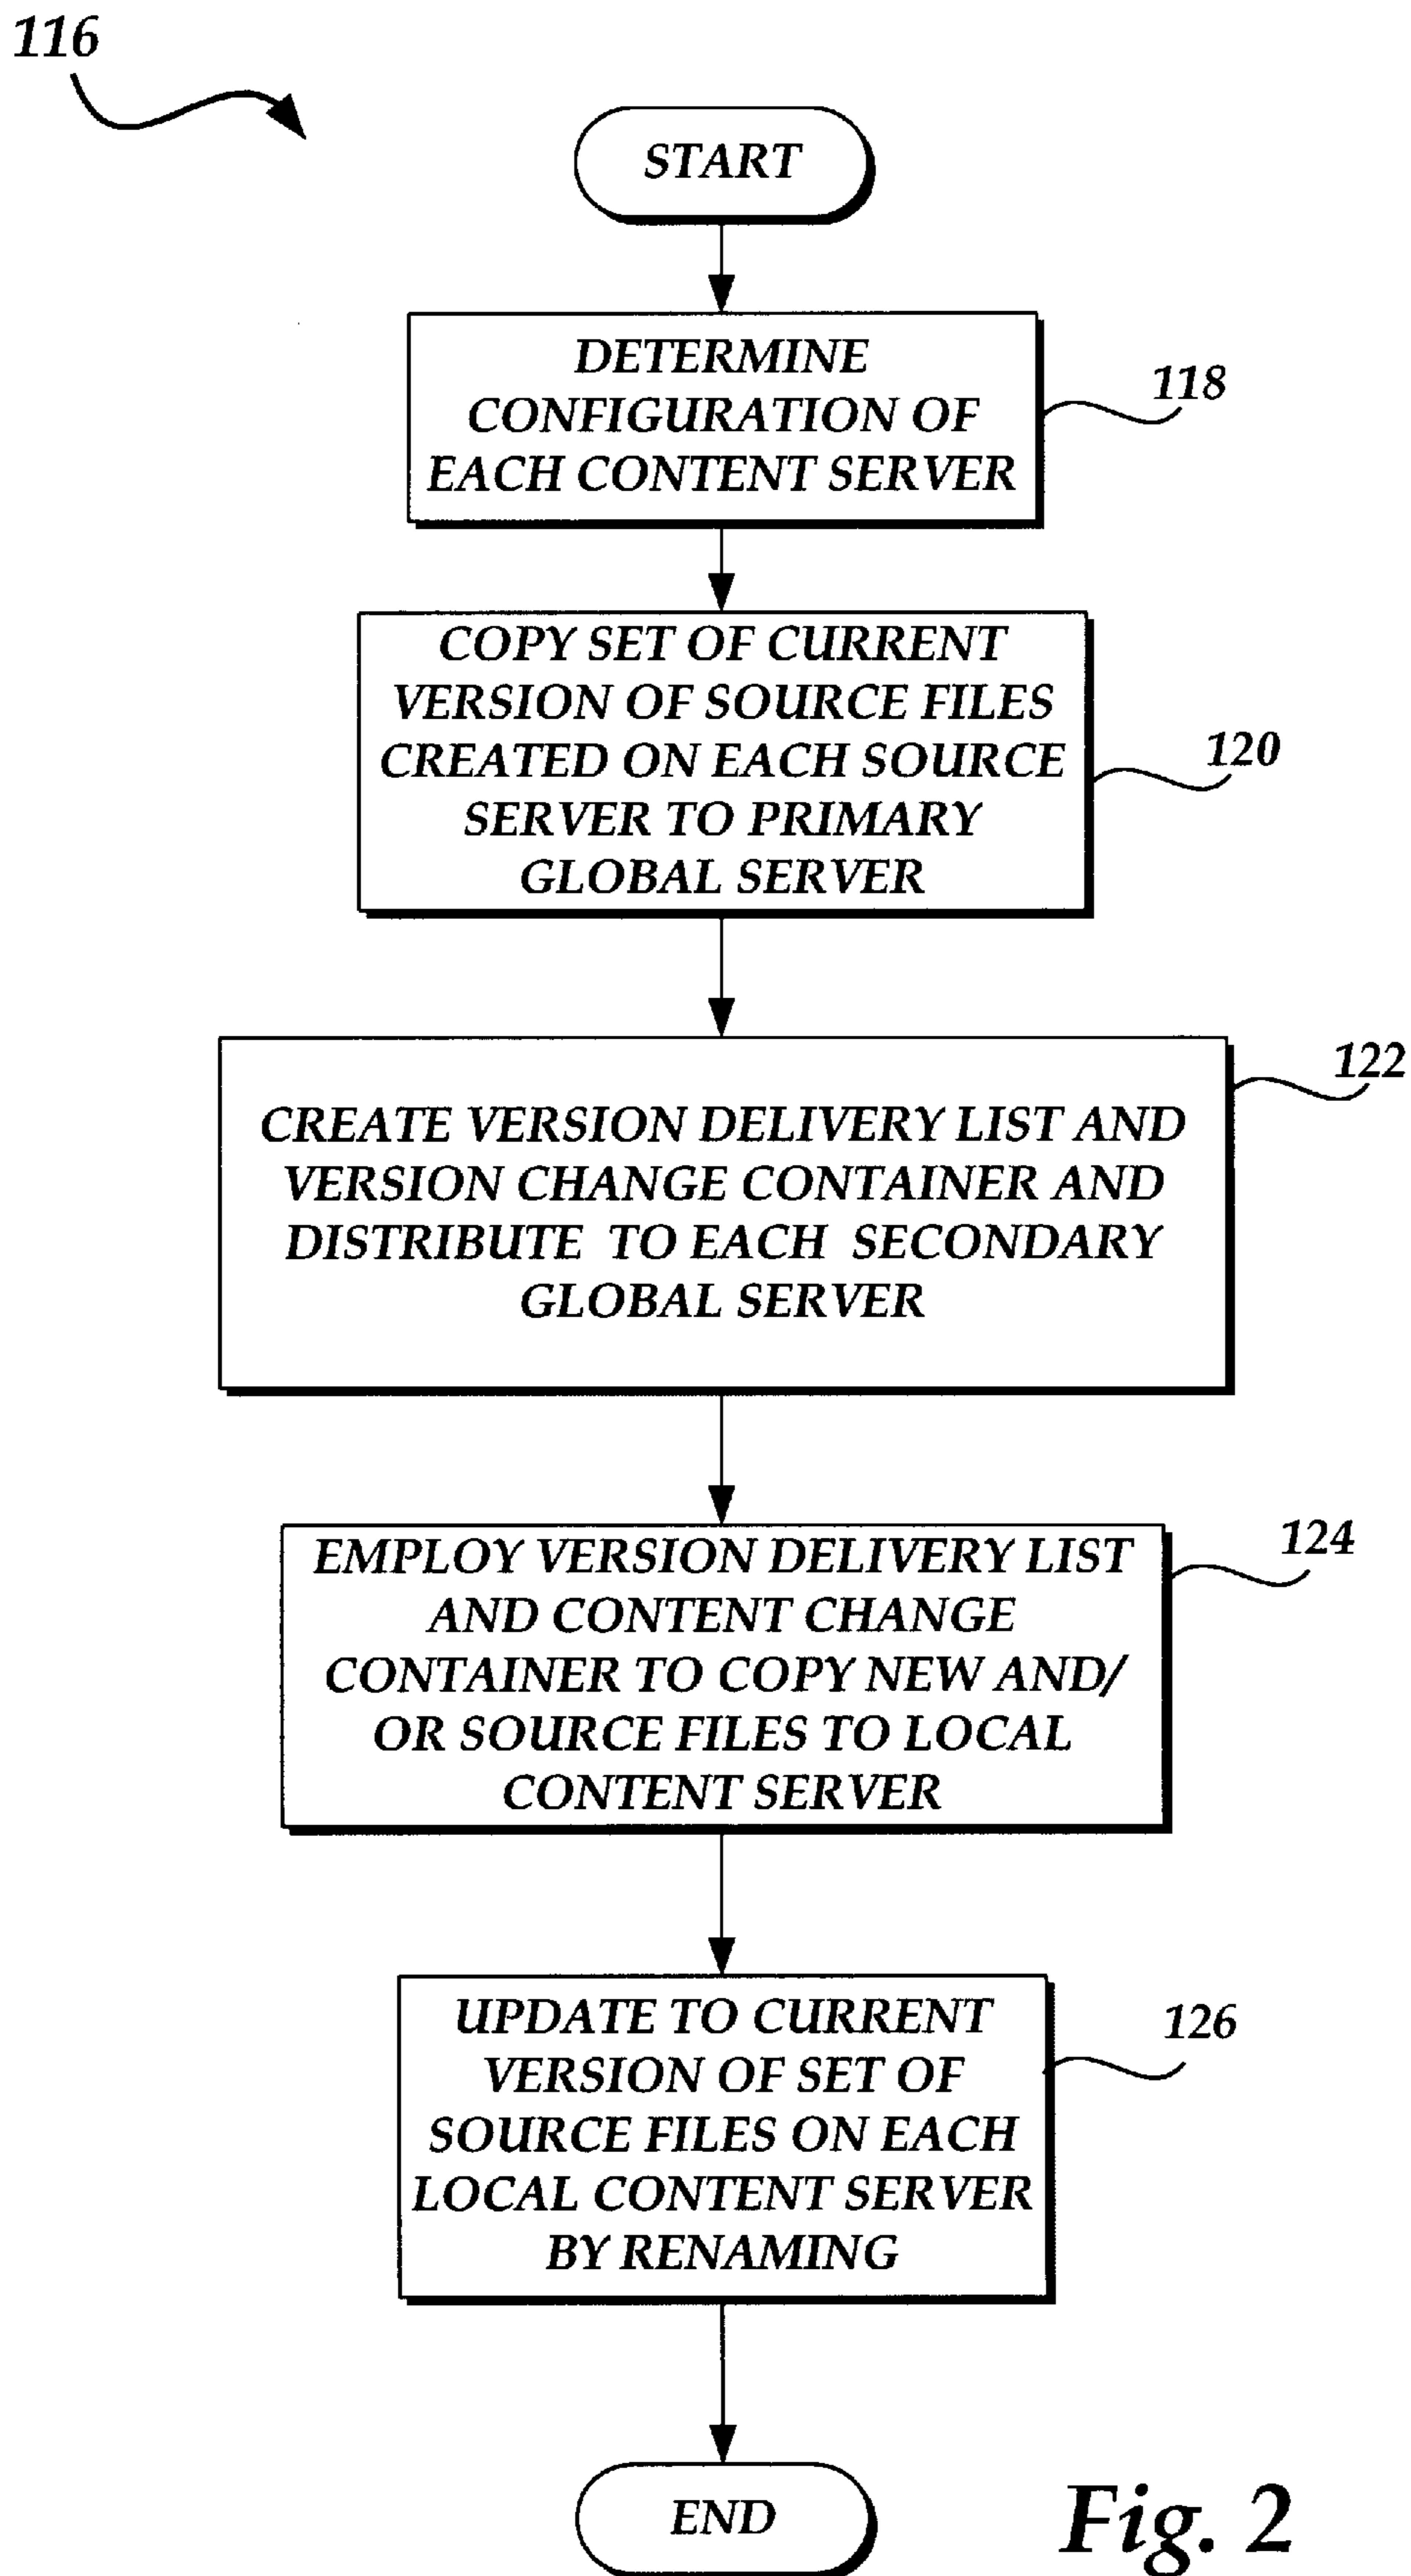 116
START
DETERMINE
CONFIGURATION OF
EACH CONTENT SERVER
118
COPY SET OF CURRENT
VERSION OF SOURCE FILES
CREATED ON EACH SOURCE
SERVER TO PRIMARY
GLOBAL SERVER
120
CREATE VERSION DELIVERY LIST AND
VERSION CHANGE CONTAINER AND
DISTRIBUTE TO EACH SECONDARY
GLOBAL SERVER
122
EMPLOY VERSION DELIVERY LIST
AND CONTENT CHANGE
CONTAINER TO COPY NEW AND/
OR SOURCE FILES TO LOCAL
CONTENT SERVER
124
UPDATE TO CURRENT
VERSION OF SET OF
SOURCE FILES ON EACH
LOCAL CONTENT SERVER
BY RENAMING
126
END
Fig. 2